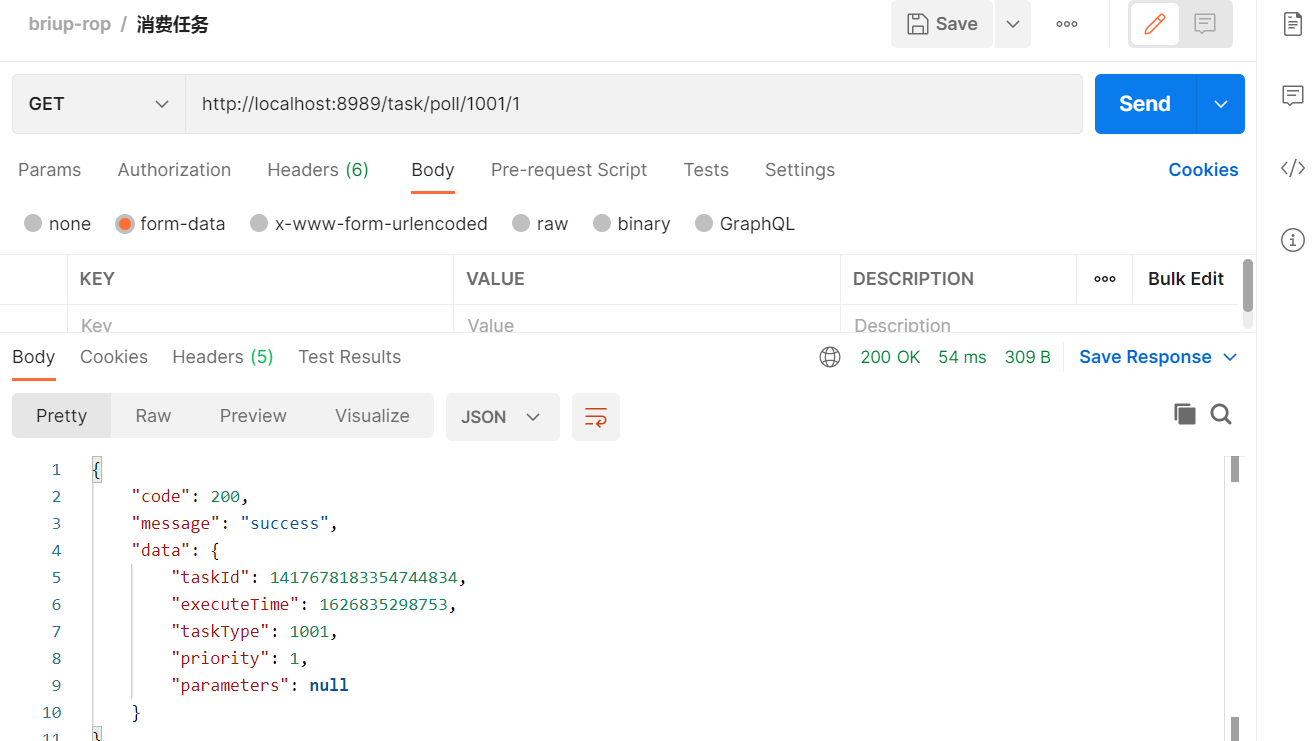 briup-rop / 消费任务 Save
GET http://localhost:8989/task/poll/1001/1 Send
Params Authorization Headers (6) Body Pre-request Script Tests Settings Cookies
none form-data x-www-form-urlencoded raw binary GraphQL
KEY VALUE DESCRIPTION Bulk Edit
Key Value Description
Body Cookies Headers (5) Test Results 200 OK 54 ms 309 B Save Response
Pretty Raw Preview Visualize JSON
1 {
2 "code": 200,
3 "message": "success",
4 "data": {
5 "taskId": 1417678183354744834,
6 "executeTime": 1626835298753,
7 "taskType": 1001,
8 "priority": 1,
9 "parameters": null
10 }
11 }